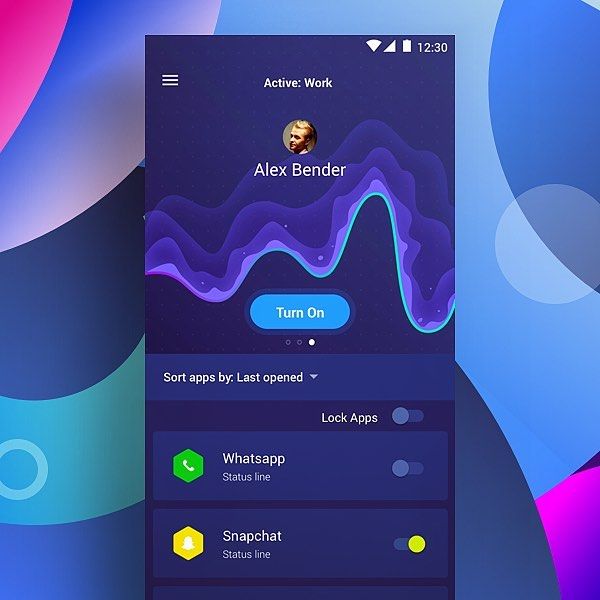 12:30
Active: Work
Alex Bender
Turn On
Sort apps by: Last opened
Lock Apps
Whatsapp
Status line
Snapchat
Status line